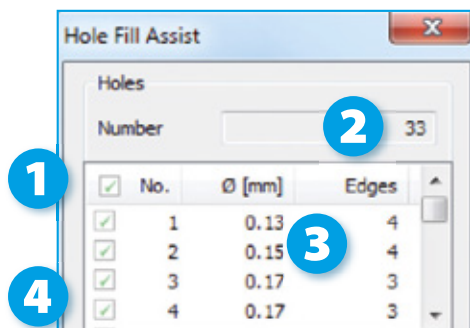 Hole Fill Assist
Holes
Number 2 33
1 No. Ø [mm] Edges
1 0.13 3 4
2 0.15 4
3 0.17 3
4 4 0.17 3